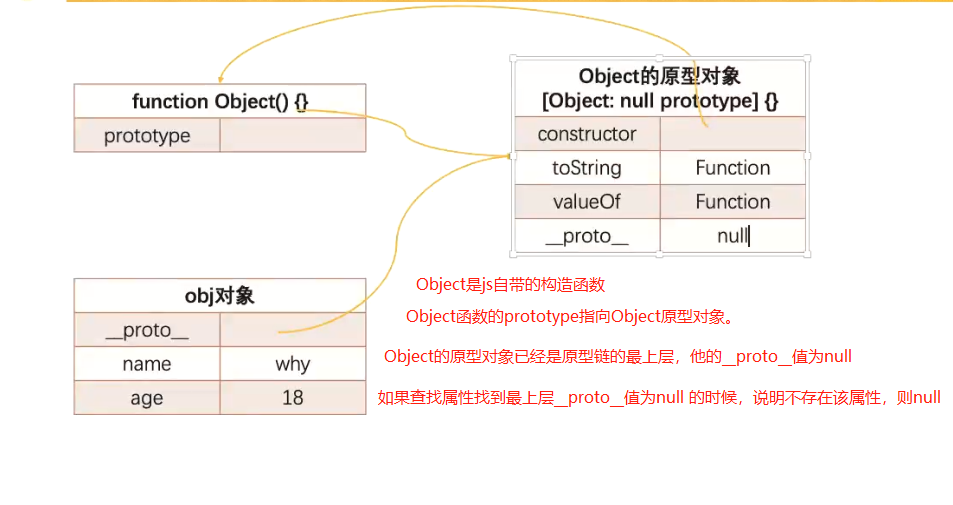 function Object() {}
prototype
Object的原型对象
[Object: null prototype] {}
constructor
toString Function
valueOf Function
__proto__ null
obj对象
__proto__
name why
age 18
Object是js自带的构造函数
Object函数的prototype指向Object原型对象。
Object的原型对象已经是原型链的最上层，他的__proto__值为null
如果查找属性找到最上层__proto__值为null 的时候，说明不存在该属性，则null